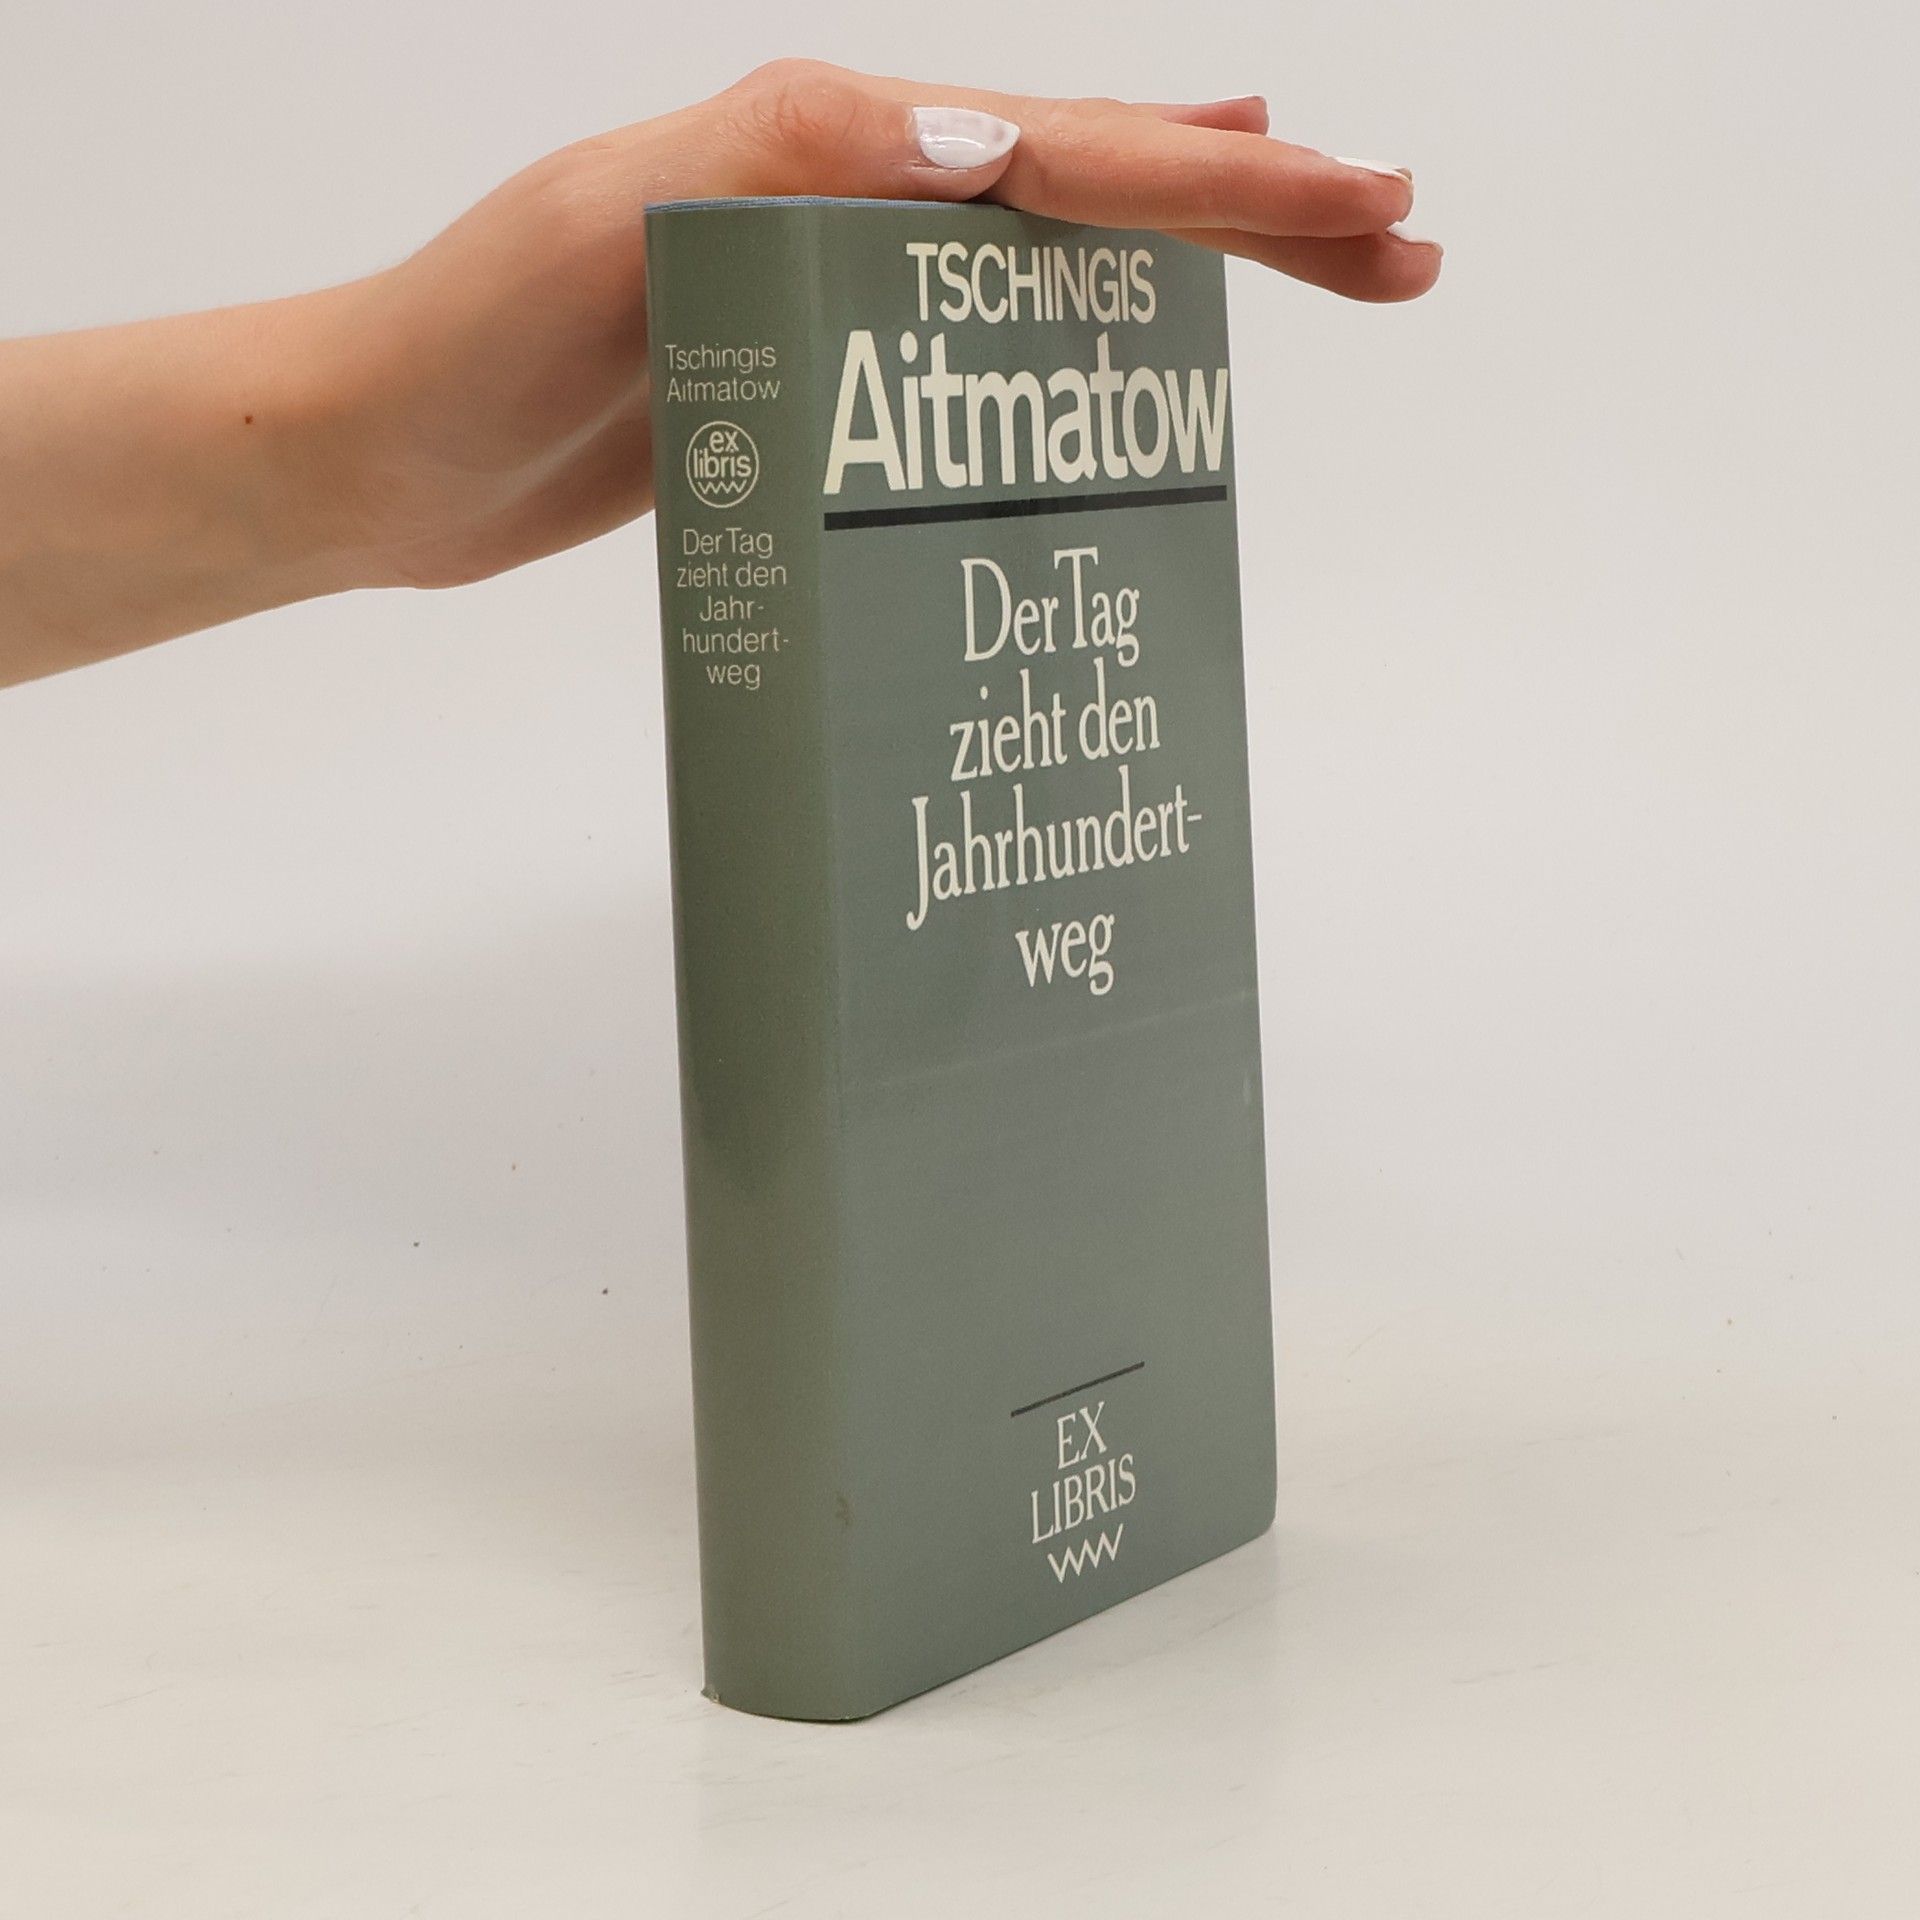 Tschingis
Aitmatow
ex
libris
Der Tag
zieht den
Jahr-
hundert-
weg
TSCHINGIS
Aitmatow
Der Tag
zieht den
Jahrhundert-
weg
EX
LIBRIS